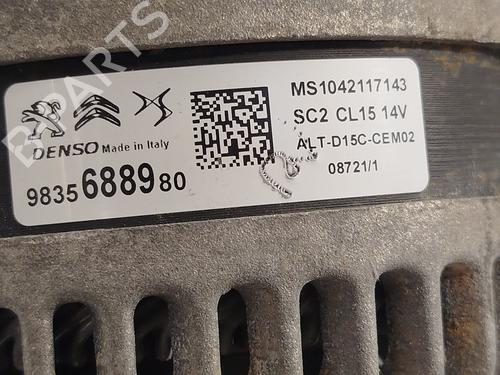 B-PARTS
MS1042117143
SC2 CL15 14V
DENSO Made in Italy
ALT-D15C-CEM02
9835688980
08721/1